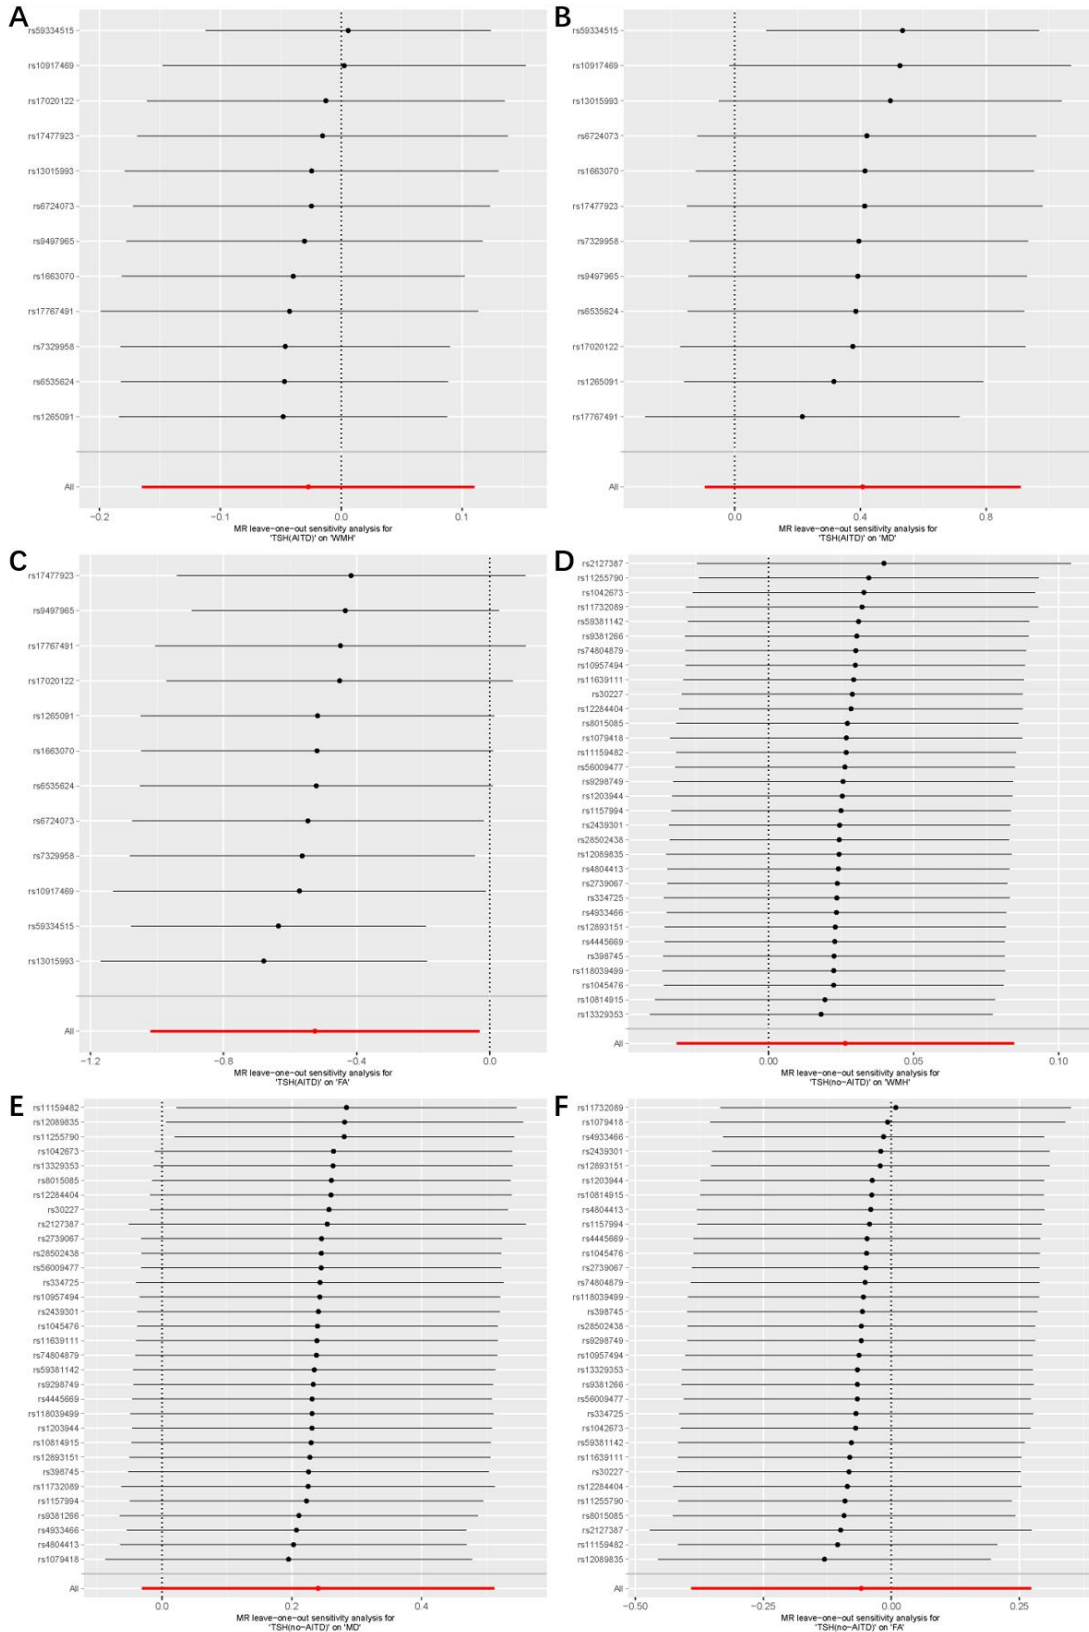 A
rs59334515
rs10917469
rs17020122
rs17477923
rs13015993
rs6724073
rs9497965
rs1663070
rs17767491
rs7329958
rs6535624
rs1265091
All
−0.2 −0.1 0.0 0.1
MR leave−one−out sensitivity analysis for
'TSH(AITD)' on 'WMH'
B
rs59334515
rs10917469
rs13015993
rs6724073
rs1663070
rs17477923
rs7329958
rs9497965
rs6535624
rs17020122
rs1265091
rs17767491
All
0.0 0.4 0.8
MR leave−one−out sensitivity analysis for
'TSH(AITD)' on 'MD'
C
rs17477923
rs9497965
rs17767491
rs17020122
rs1265091
rs1663070
rs6535624
rs6724073
rs7329958
rs10917469
rs59334515
rs13015993
All
−1.2 −0.8 −0.4 0.0
MR leave−one−out sensitivity analysis for
'TSH(AITD)' on 'FA'
D
rs2127387
rs11255790
rs1042673
rs11732089
rs59381142
rs9381266
rs74804879
rs10957494
rs11639111
rs30227
rs12284404
rs8015085
rs1079418
rs11159482
rs56009477
rs9298749
rs1203944
rs1157994
rs2439301
rs28502438
rs12089835
rs4804413
rs2739067
rs334725
rs4933466
rs12893151
rs4445669
rs398745
rs118039499
rs1045476
rs10814915
rs13329353
All
0.00 0.05 0.10
MR leave−one−out sensitivity analysis for
'TSH(no−AITD)' on 'WMH'
E
rs11159482
rs12089835
rs11255790
rs1042673
rs13329353
rs8015085
rs12284404
rs30227
rs2127387
rs2739067
rs28502438
rs56009477
rs334725
rs10957494
rs2439301
rs1045476
rs11639111
rs74804879
rs59381142
rs9298749
rs4445669
rs118039499
rs1203944
rs10814915
rs12893151
rs398745
rs11732089
rs1157994
rs9381266
rs4933466
rs4804413
rs1079418
All
0.0 0.2 0.4
MR leave−one−out sensitivity analysis for
'TSH(no−AITD)' on 'MD'
F
rs11732089
rs1079418
rs4933466
rs2439301
rs12893151
rs1203944
rs10814915
rs4804413
rs1157994
rs4445669
rs1045476
rs2739067
rs74804879
rs118039499
rs398745
rs28502438
rs9298749
rs10957494
rs13329353
rs9381266
rs56009477
rs334725
rs1042673
rs59381142
rs11639111
rs30227
rs12284404
rs11255790
rs8015085
rs2127387
rs11159482
rs12089835
All
−0.50 −0.25 0.00 0.25
MR leave−one−out sensitivity analysis for
'TSH(no−AITD)' on 'FA'